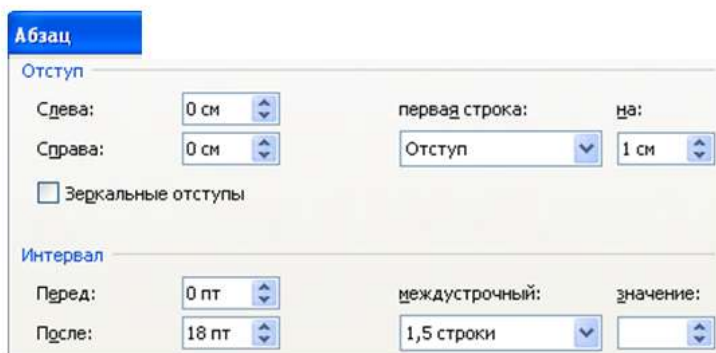 Абзац
Отступ
Слева: 0 см первая строка: на:
Справа: 0 см Отступ 1 см
Зеркальные отступы
Интервал
Перед: 0 пт междустрочный: значение:
После: 18 пт 1,5 строки